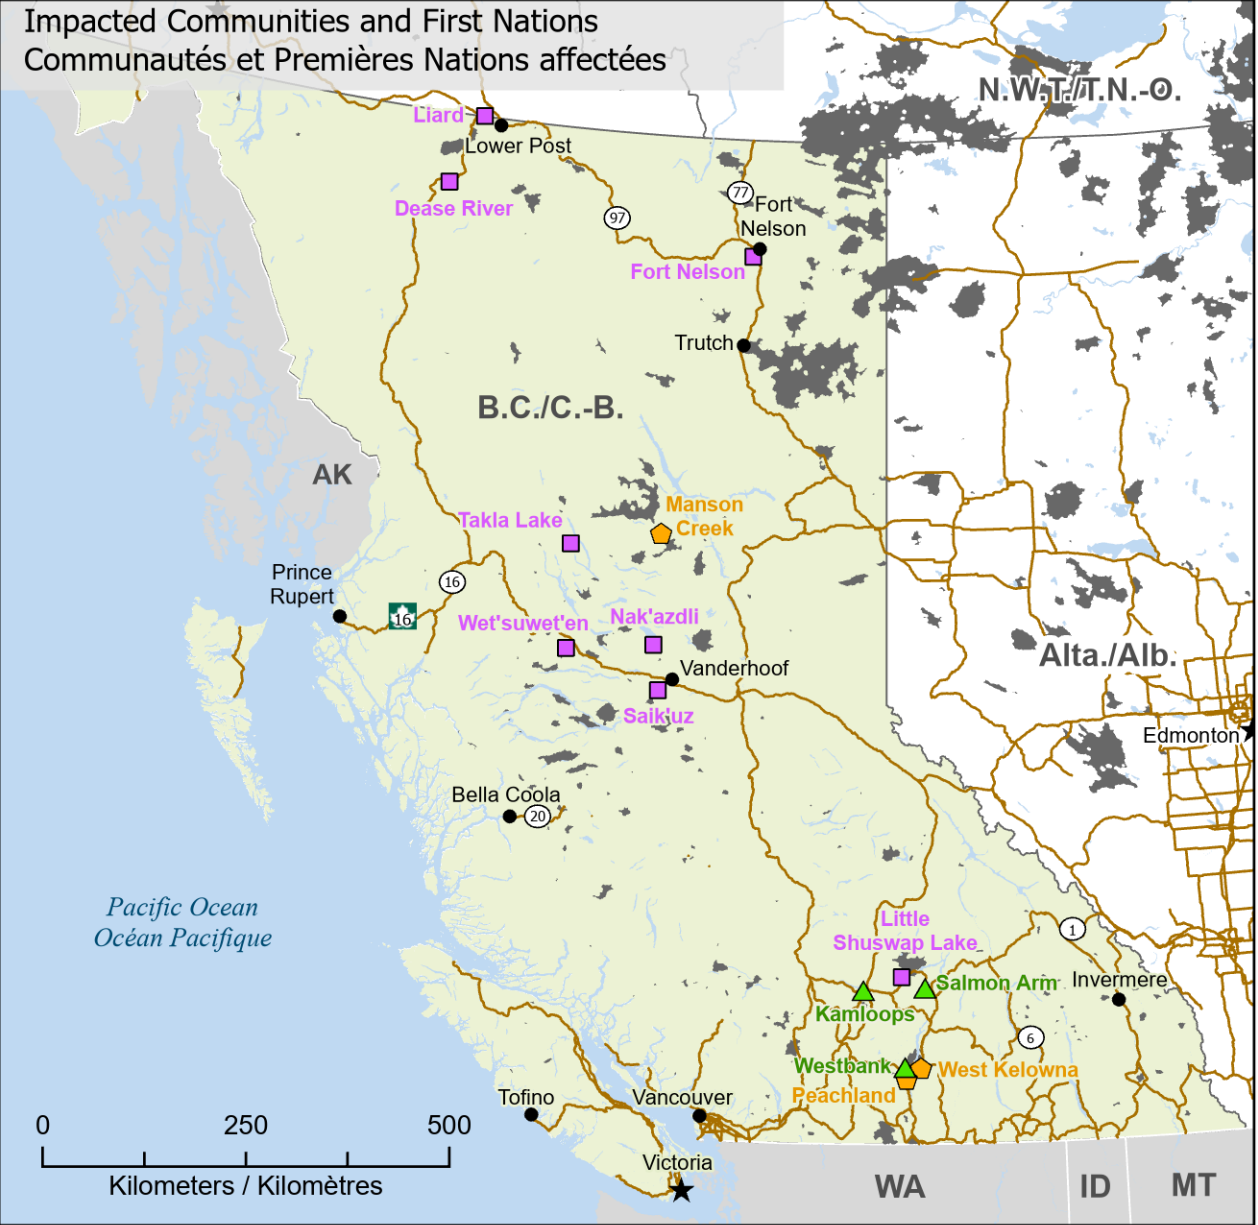 Impacted Communities and First Nations
Communautés et Premières Nations affectées
N.W.T./T.N.-O.
Liard
Lower Post
Dease River
77
97
Fort
Nelson
Fort Nelson
Trutch
B.C./C.-B.
AK
Manson
Creek
Takla Lake
Prince
Rupert
16
16
Wet'suwet'en
Nak'azdli
Vanderhoof
Saik'uz
Alta./Alb.
Edmonton
Bella Coola
20
Pacific Ocean
Océan Pacifique
Little
Shuswap Lake
1
Salmon Arm
Invermere
Kamloops
6
Westbank
West Kelowna
Peachland
Tofino
Vancouver
0 250 500
Kilometers / Kilomètres
Victoria
WA
ID
MT